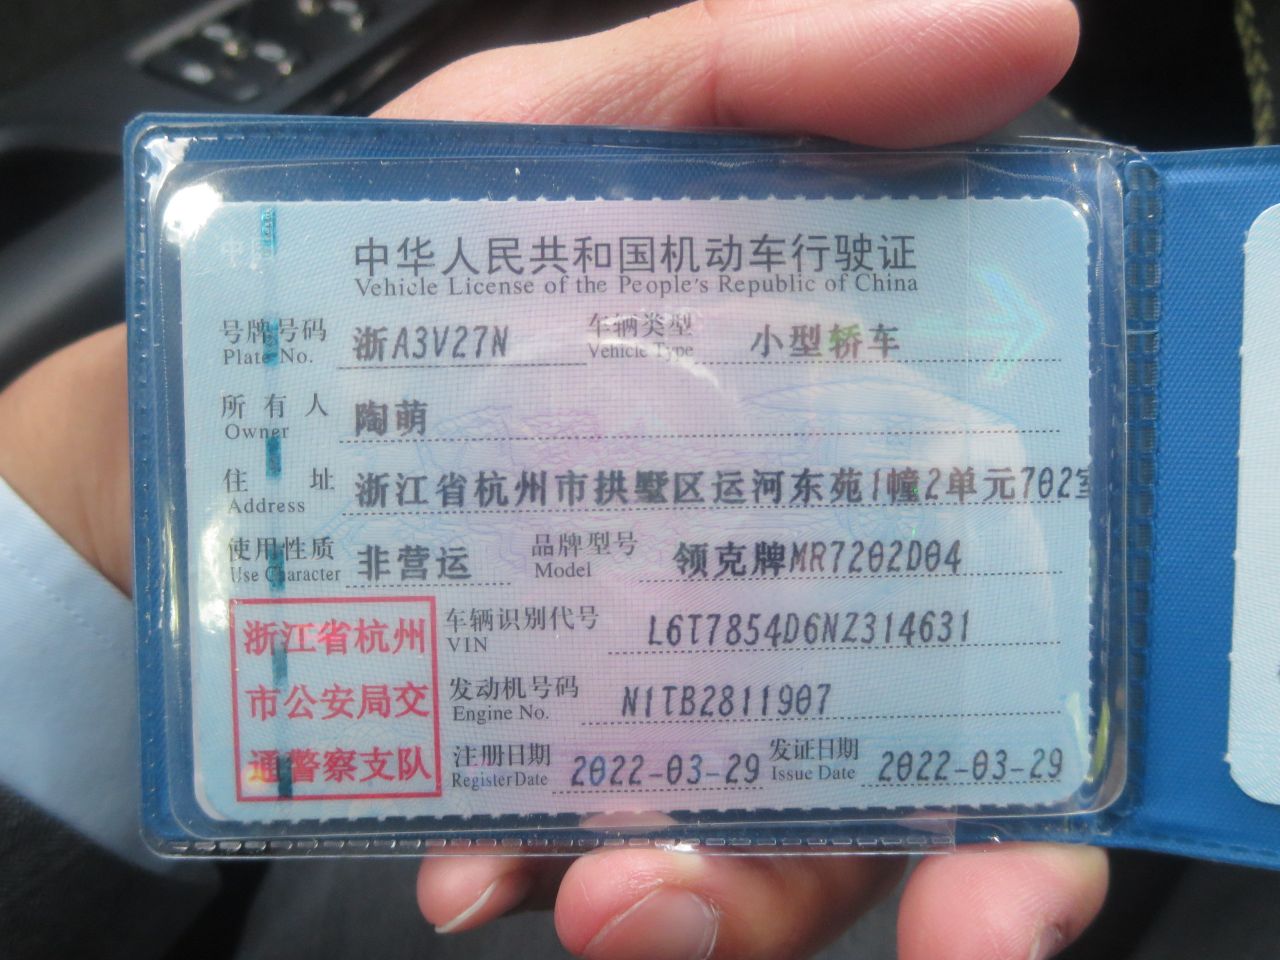 中华人民共和国机动车行驶证
Vehicle License of the People's Republic of China
号牌号码 浙A3V27N 车辆类型 小型轿车
Plate No. Vehicle Type
所有人 陶萌
Owner
住址 浙江省杭州市拱墅区运河东苑1幢2单元702室
Address
使用性质 非营运 品牌型号 领克牌MR7202D04
Use Character Model
浙江省杭州 车辆识别代号 L6T7854D6NZ314631
VIN
市公安局交 发动机号码 N1TB2811907
Engine No.
通警察支队 注册日期 2022-03-29 发证日期 2022-03-29
Register Date Issue Date